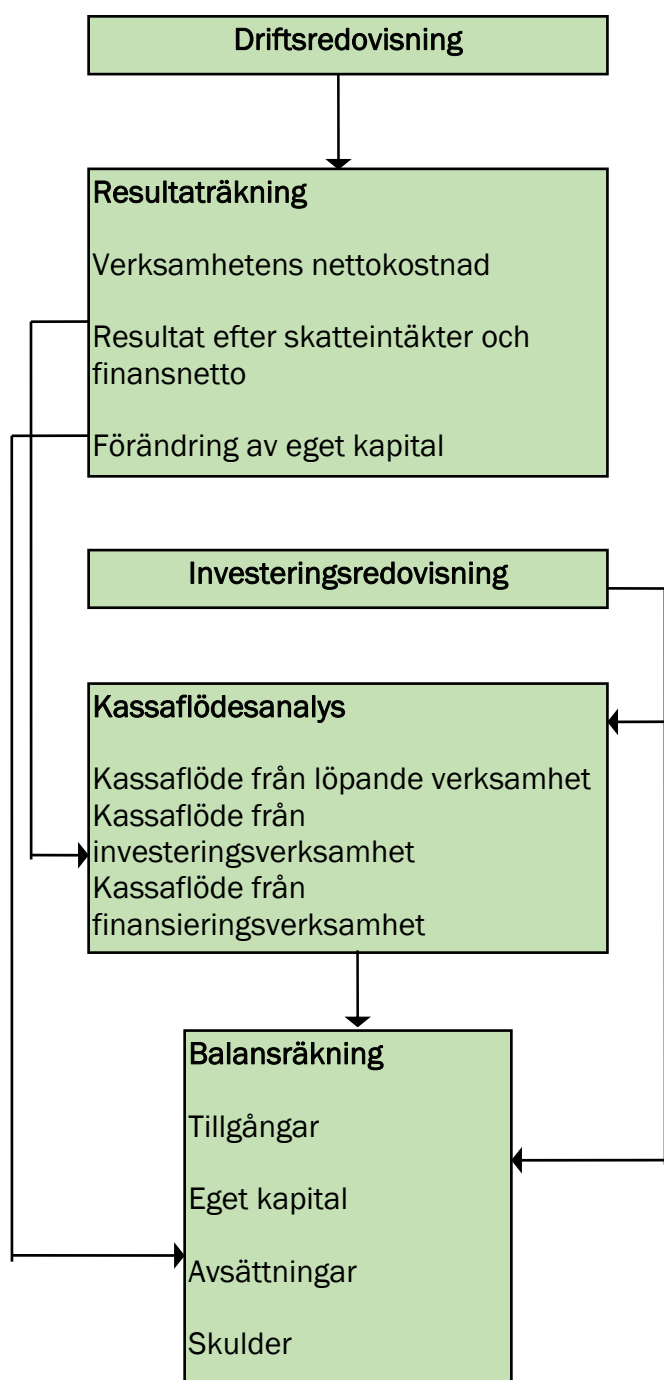 Driftsredovisning
Resultaträkning
Verksamhetens nettokostnad
Resultat efter skatteintäkter och
finansnetto
Förändring av eget kapital
Investeringsredovisning
Kassaflödesanalys
Kassaflöde från löpande verksamhet
Kassaflöde från
investeringsverksamhet
Kassaflöde från
finansieringsverksamhet
Balansräkning
Tillgångar
Eget kapital
Avsättningar
Skulder